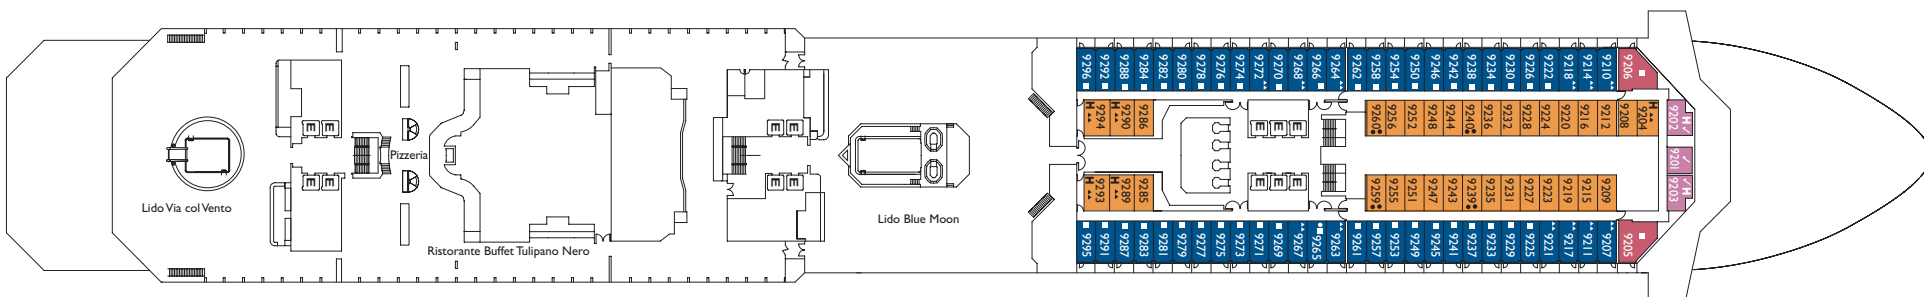 Lido Via col Vento
Pizzeria
Ristorante Buffet Tulipano Nero
Lido Blue Moon
E E
E E
E E
E E
E E E
E E E
9296 9292 9288 9284 9282 9280 9278 9276 9274 9272 9270 9268 9266 9264 9262 9258 9254 9250 9246 9242 9238 9234 9230 9226 9222 9218 9214 9210 9206
H 9294 H 9290 9286 9260 9256 9252 9248 9244 9240 9236 9232 9228 9224 9220 9216 9212 9208 H 9204 H 9202
9201
H 9293 H 9289 9285 9259 9255 9251 9247 9243 9239 9235 9231 9227 9223 9219 9215 9209 H 9203
9295 9291 9287 9283 9281 9279 9277 9275 9273 9271 9269 9267 9265 9263 9261 9257 9253 9249 9245 9241 9237 9233 9229 9225 9221 9217 9211 9207 9205